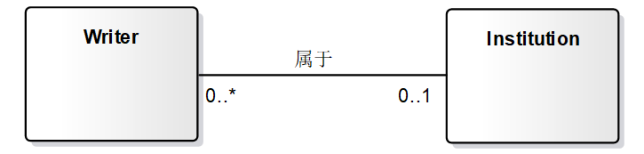 Writer
属于
Institution
0..*
0..1